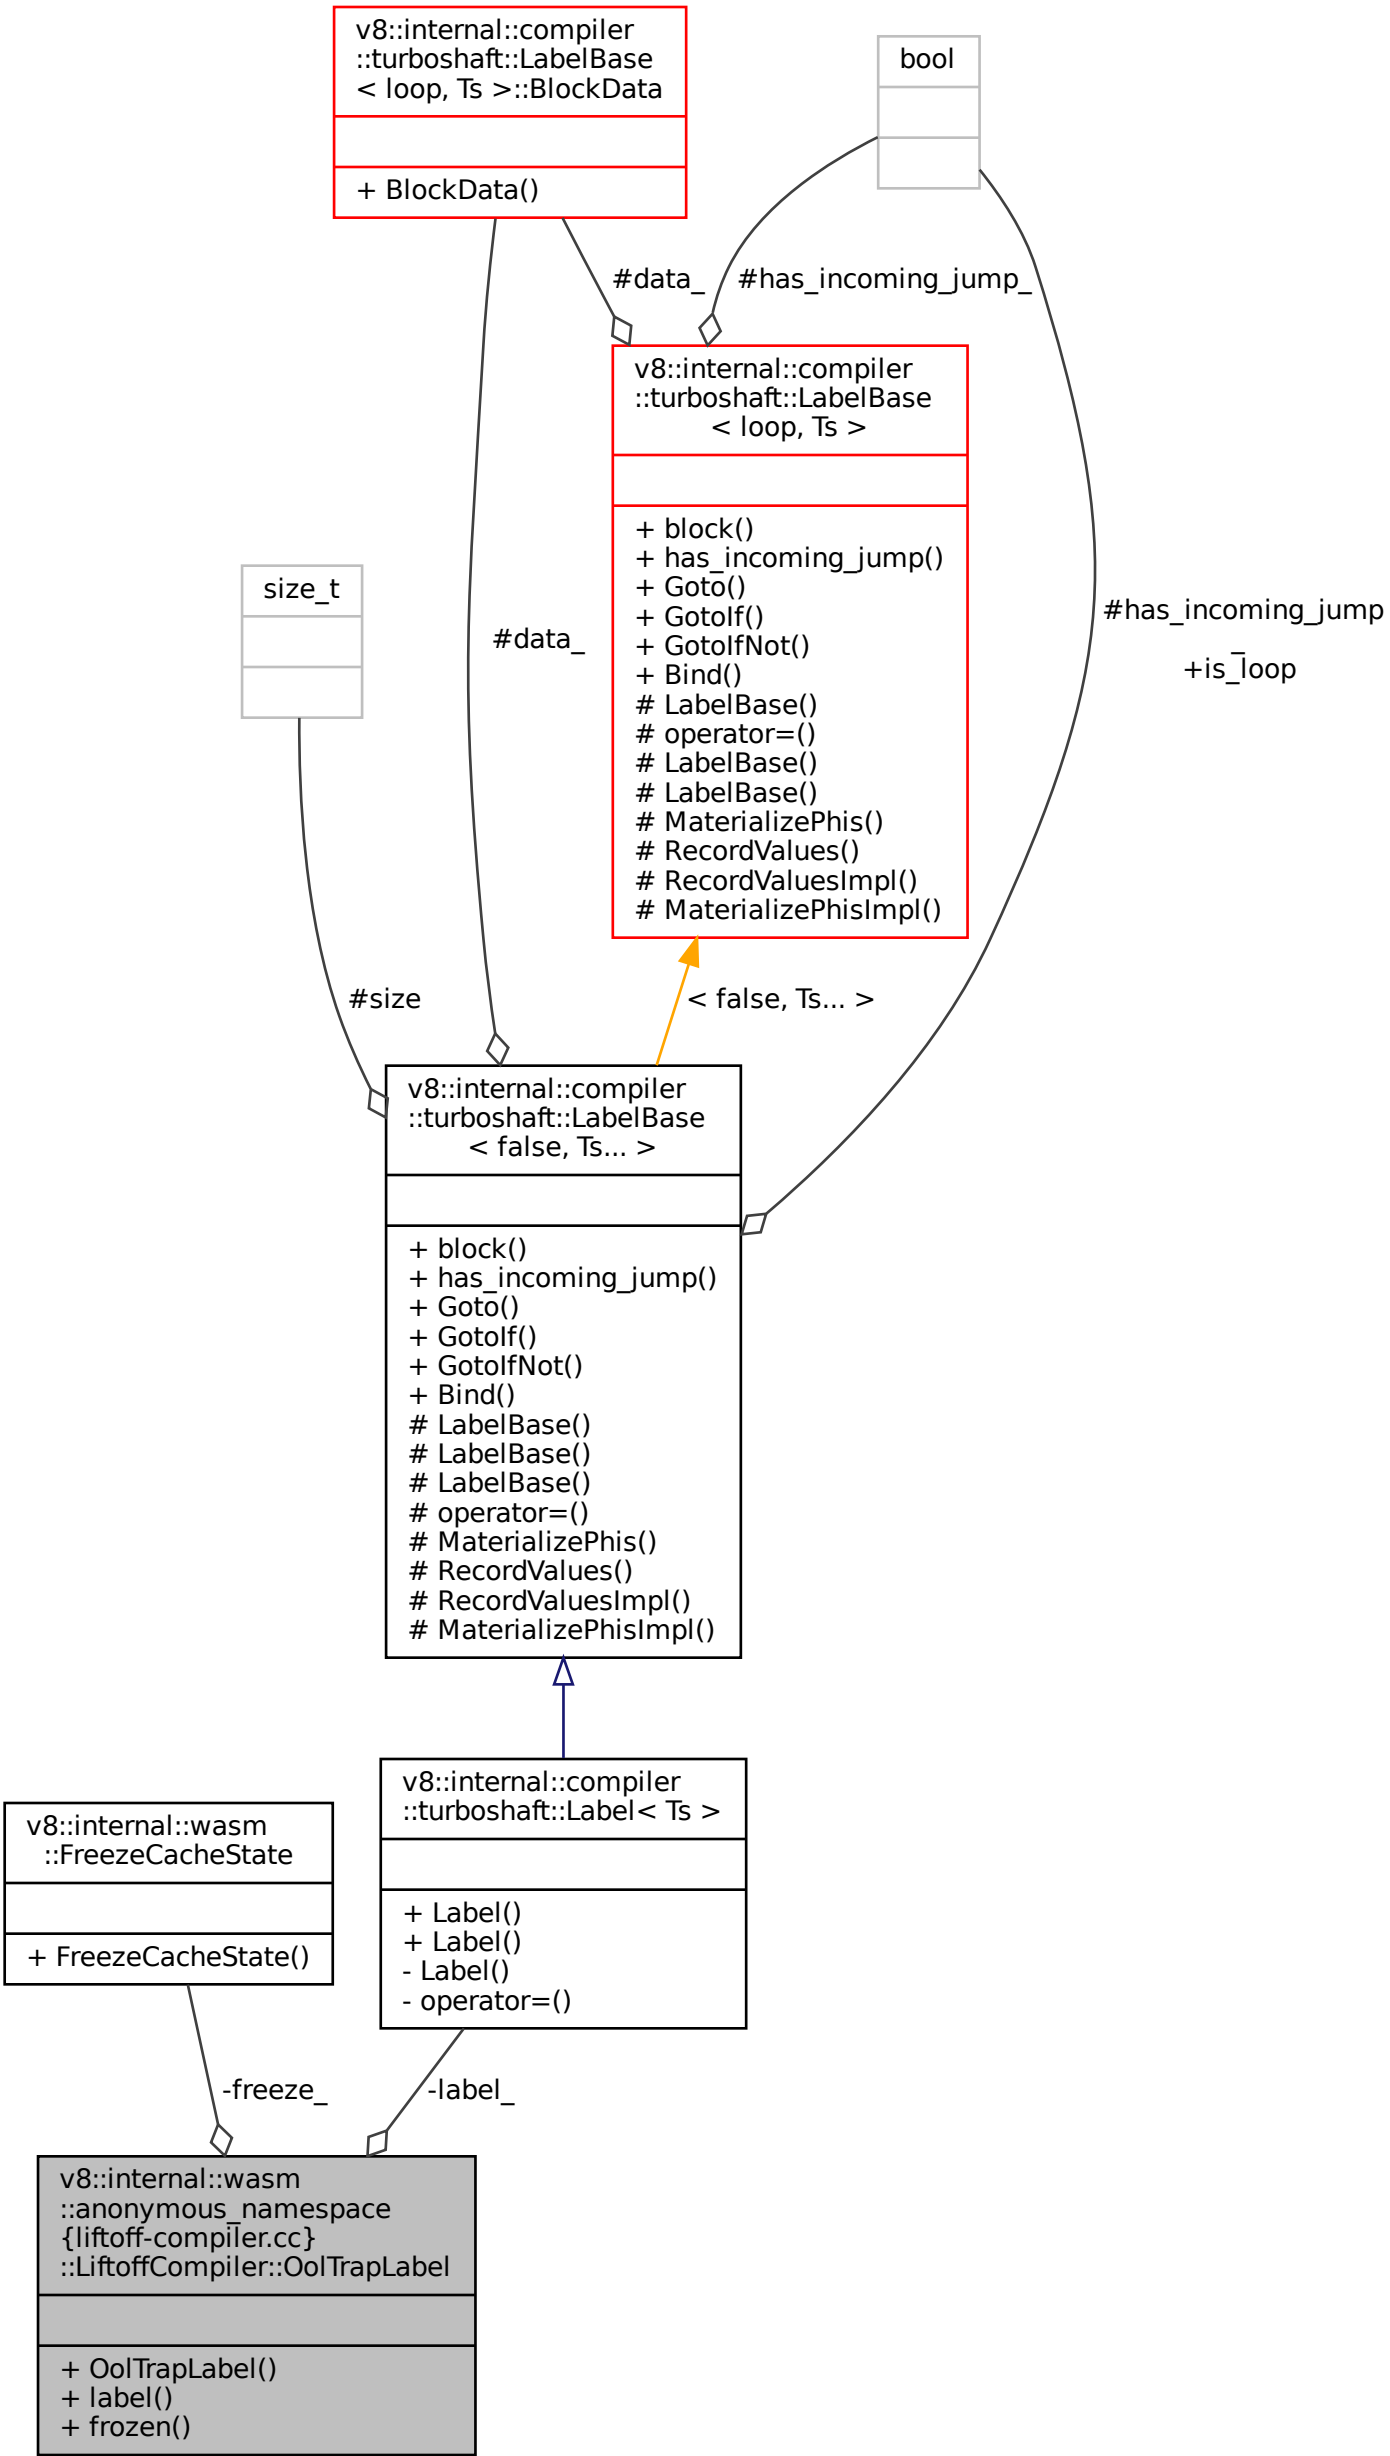 v8::internal::compiler
::turboshaft::LabelBase
< loop, Ts >::BlockData
+ BlockData()
bool
#data_
#has_incoming_jump_
v8::internal::compiler
::turboshaft::LabelBase
< loop, Ts >
+ block()
+ has_incoming_jump()
+ Goto()
+ GotoIf()
+ GotoIfNot()
+ Bind()
# LabelBase()
# operator=()
# LabelBase()
# LabelBase()
# MaterializePhis()
# RecordValues()
# RecordValuesImpl()
# MaterializePhisImpl()
size_t
#data_
#has_incoming_jump
_
+is_loop
#size
< false, Ts... >
v8::internal::compiler
::turboshaft::LabelBase
< false, Ts... >
+ block()
+ has_incoming_jump()
+ Goto()
+ GotoIf()
+ GotoIfNot()
+ Bind()
# LabelBase()
# LabelBase()
# LabelBase()
# operator=()
# MaterializePhis()
# RecordValues()
# RecordValuesImpl()
# MaterializePhisImpl()
v8::internal::compiler
::turboshaft::Label< Ts >
+ Label()
+ Label()
- Label()
- operator=()
v8::internal::wasm
::FreezeCacheState
+ FreezeCacheState()
-freeze_
-label_
v8::internal::wasm
::anonymous_namespace
{liftoff-compiler.cc}
::LiftoffCompiler::OolTrapLabel
+ OolTrapLabel()
+ label()
+ frozen()